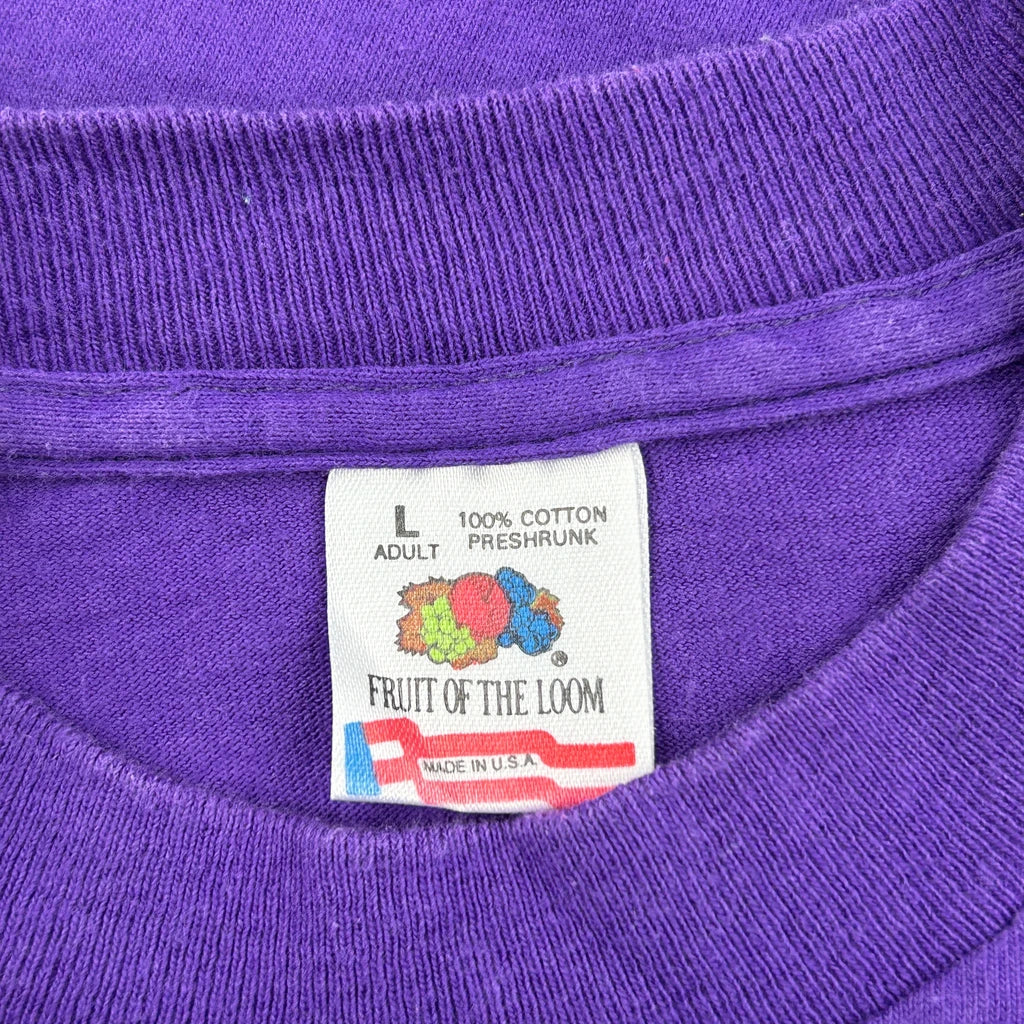 L
ADULT
100% COTTON
PRESHRUNK
®
FRUIT OF THE LOOM
MADE IN U.S.A.